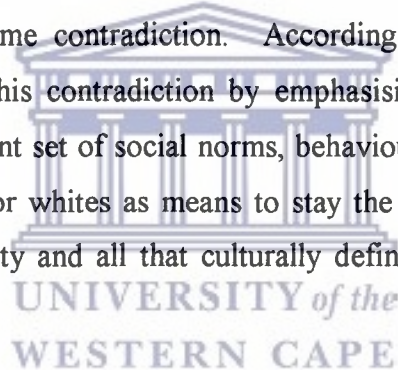 me contradiction. According
his contradiction by emphasisi
nt set of social norms, behaviou
or whites as means to stay the
ty and all that culturally defin
UNIVERSITY of the
WESTERN CAPE